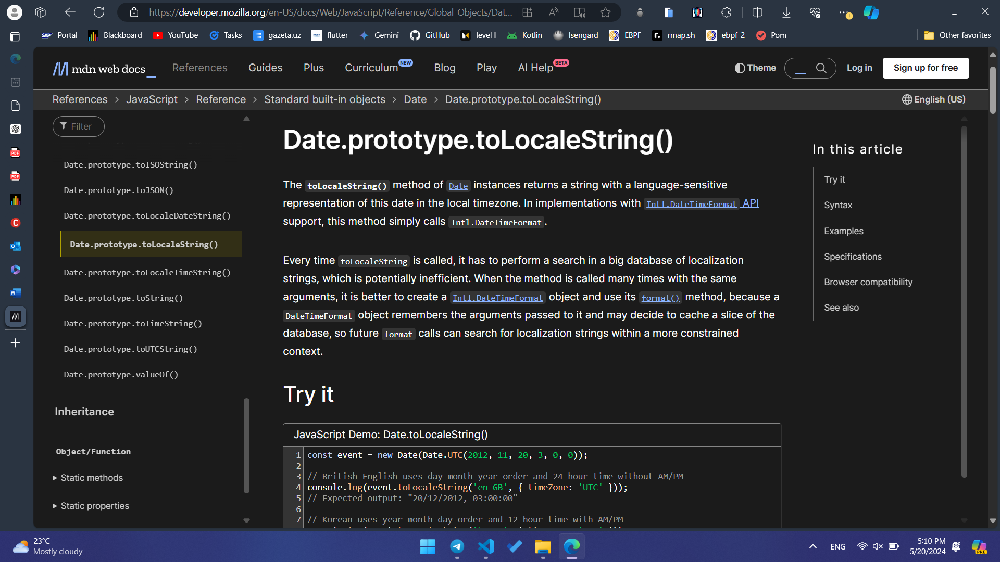 https://developer.mozilla.org/en-US/docs/Web/JavaScript/Reference/Global_Objects/Dat...
Portal
Blackboard
YouTube
Tasks
gazeta.uz
flutter
Gemini
GitHub
level I
Kotlin
Isengard
EBPF
rmap.sh
ebpf_2
Pom
Other favorites
mdn web docs_
References
Guides
Plus
Curriculum NEW
Blog
Play
AI Help BETA
Theme
Log in
Sign up for free
References > JavaScript > Reference > Standard built-in objects > Date > Date.prototype.toLocaleString()
English (US)
Filter
Date.prototype.toISOString()
Date.prototype.toJSON()
Date.prototype.toLocaleDateString()
Date.prototype.toLocaleString()
Date.prototype.toLocaleTimeString()
Date.prototype.toString()
Date.prototype.toTimeString()
Date.prototype.toUTCString()
Date.prototype.valueOf()
Inheritance
Object/Function
Static methods
Static properties
Date.prototype.toLocaleString()
The toLocaleString() method of Date instances returns a string with a language-sensitive
representation of this date in the local timezone. In implementations with Intl.DateTimeFormat API
support, this method simply calls Intl.DateTimeFormat.
Every time toLocaleString is called, it has to perform a search in a big database of localization
strings, which is potentially inefficient. When the method is called many times with the same
arguments, it is better to create a Intl.DateTimeFormat object and use its format() method, because a
DateTimeFormat object remembers the arguments passed to it and may decide to cache a slice of the
database, so future format calls can search for localization strings within a more constrained
context.
Try it
JavaScript Demo: Date.toLocaleString()
1 const event = new Date(Date.UTC(2012, 11, 20, 3, 0, 0));
2
3 // British English uses day-month-year order and 24-hour time without AM/PM
4 console.log(event.toLocaleString('en-GB', { timeZone: 'UTC' }));
5 // Expected output: "20/12/2012, 03:00:00"
6
7 // Korean uses year-month-day order and 12-hour time with AM/PM
In this article
Try it
Syntax
Examples
Specifications
Browser compatibility
See also
23°C
Mostly cloudy
ENG
5:10 PM
5/20/2024
PRE